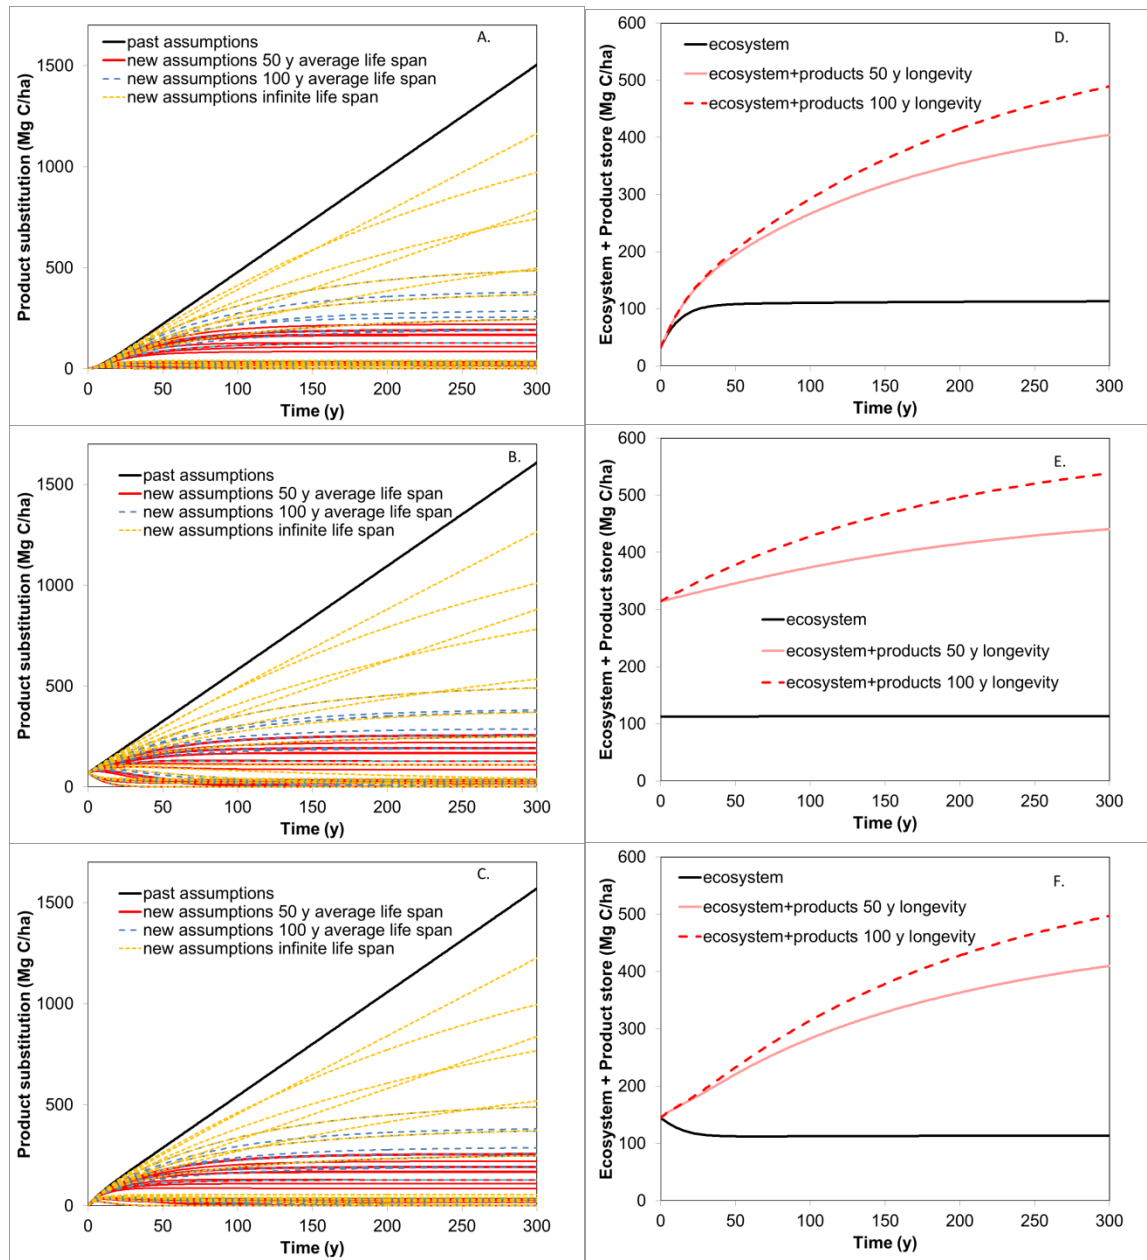 A.
past assumptions
new assumptions 50 y average life span
new assumptions 100 y average life span
new assumptions infinite life span
Product substitution (Mg C/ha)
1500
1000
500
0
0 50 100 150 200 250 300
Time (y)
D.
ecosystem
ecosystem+products 50 y longevity
ecosystem+products 100 y longevity
Ecosystem + Product store (Mg C/ha)
600
500
400
300
200
100
0
0 50 100 150 200 250 300
Time (y)
B.
past assumptions
new assumptions 50 y average life span
new assumptions 100 y average life span
new assumptions infinite life span
Product substitution (Mg C/ha)
1500
1000
500
0
0 50 100 150 200 250 300
Time (y)
E.
ecosystem
ecosystem+products 50 y longevity
ecosystem+products 100 y longevity
Ecosystem + Product store (Mg C/ha)
600
500
400
300
200
100
0
0 50 100 150 200 250 300
Time (y)
C.
past assumptions
new assumptions 50 y average life span
new assumptions 100 y average life span
new assumptions infinite life span
Product substitution (Mg C/ha)
1500
1000
500
0
0 50 100 150 200 250 300
Time (y)
F.
ecosystem
ecosystem+products 50 y longevity
ecosystem+products 100 y longevity
Ecosystem + Product store (Mg C/ha)
600
500
400
300
200
100
0
0 50 100 150 200 250 300
Time (y)